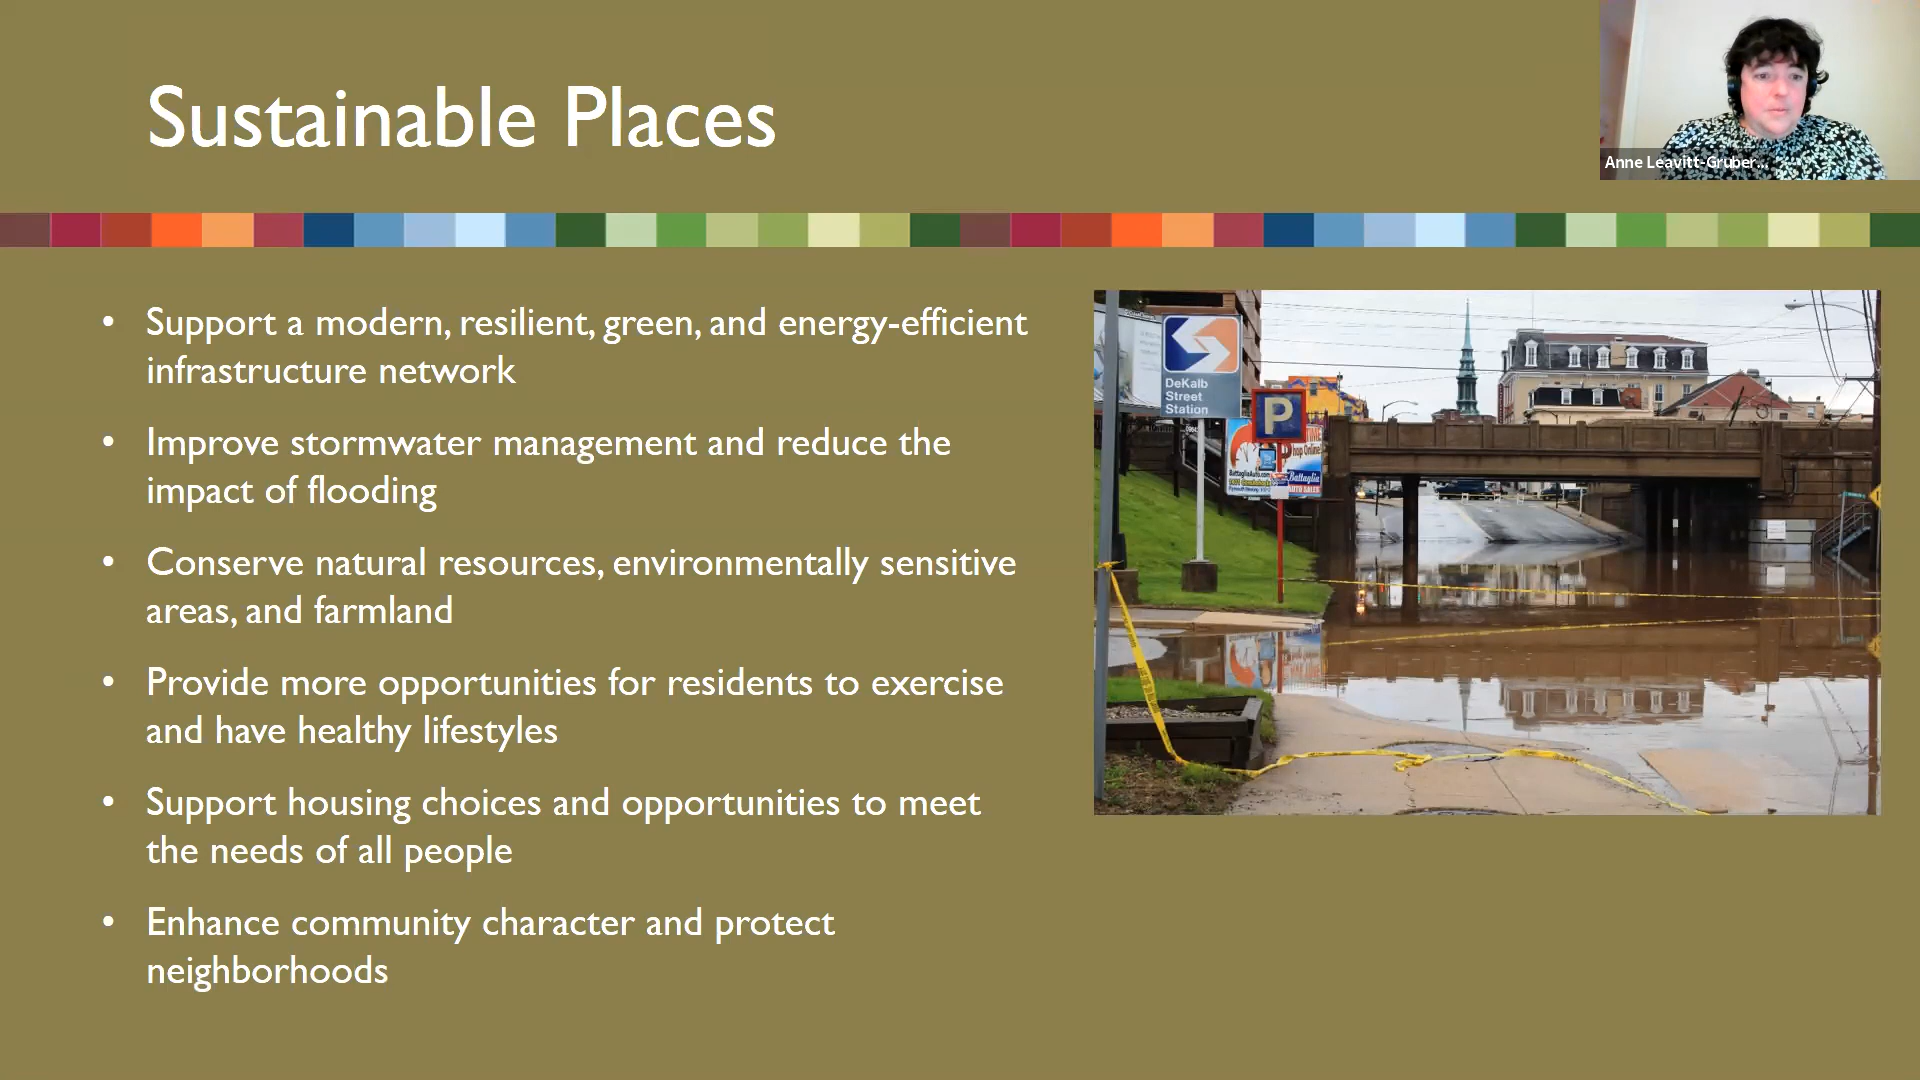 Sustainable Places
Anne Leavitt-Gruber...
• Support a modern, resilient, green, and energy-efficient
infrastructure network
• Improve stormwater management and reduce the
impact of flooding
• Conserve natural resources, environmentally sensitive
areas, and farmland
• Provide more opportunities for residents to exercise
and have healthy lifestyles
• Support housing choices and opportunities to meet
the needs of all people
• Enhance community character and protect
neighborhoods
DeKalb
Street
Station
P
Battaglia
AUTO SALES